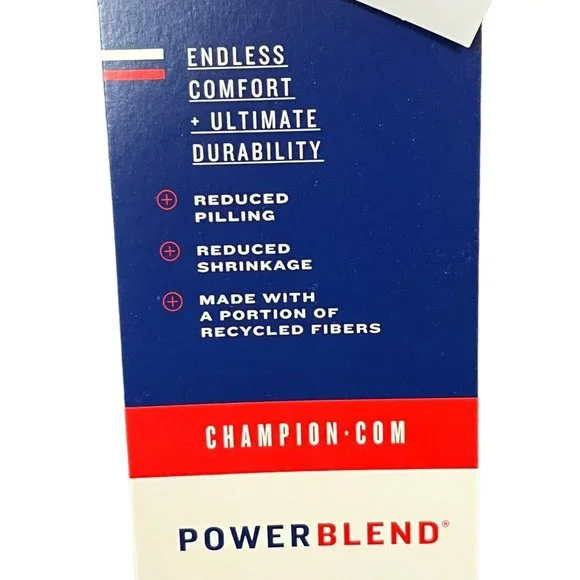 ENDLESS
COMFORT
+ ULTIMATE
DURABILITY
REDUCED
PILLING
REDUCED
SHRINKAGE
MADE WITH
A PORTION OF
RECYCLED FIBERS
CHAMPION·COM
POWERBLEND®